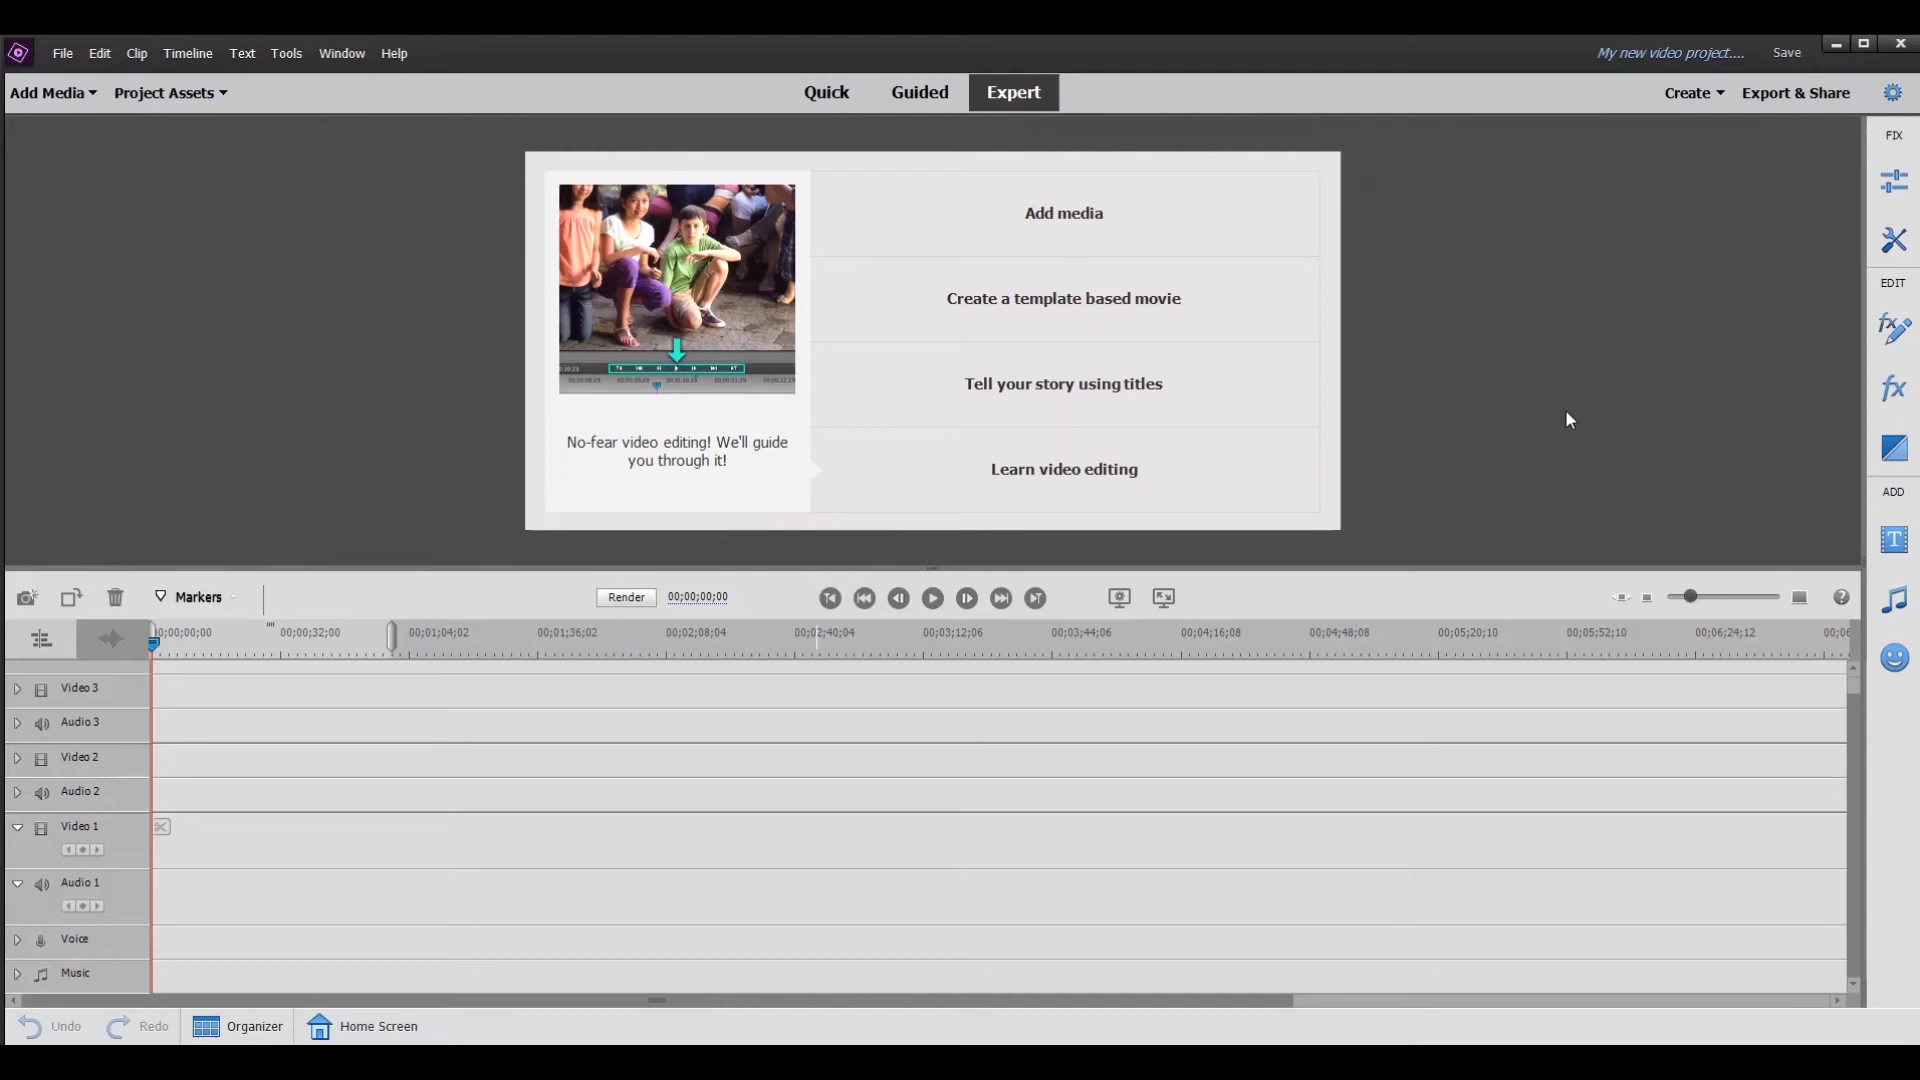 File Edit Clip Timeline Text Tools Window Help
My new video project.... Save
Add Media Project Assets
Quick Guided Expert
Create Export & Share
FIX
Add media
Create a template based movie
Tell your story using titles
Learn video editing
No-fear video editing! We'll guide
you through it!
EDIT
fx
fx
ADD
T
Markers
Render 00;00;00;00
00;00;32;00 00;01;04;02 00;01;36;02 00;02;08;04 00;02;40;04 00;03;12;06 00;03;44;06 00;04;16;08 00;04;48;08 00;05;20;10 00;05;52;10 00;06;24;12
Video 3
Audio 3
Video 2
Audio 2
Video 1
Audio 1
Voice
Music
Undo Redo Organizer Home Screen